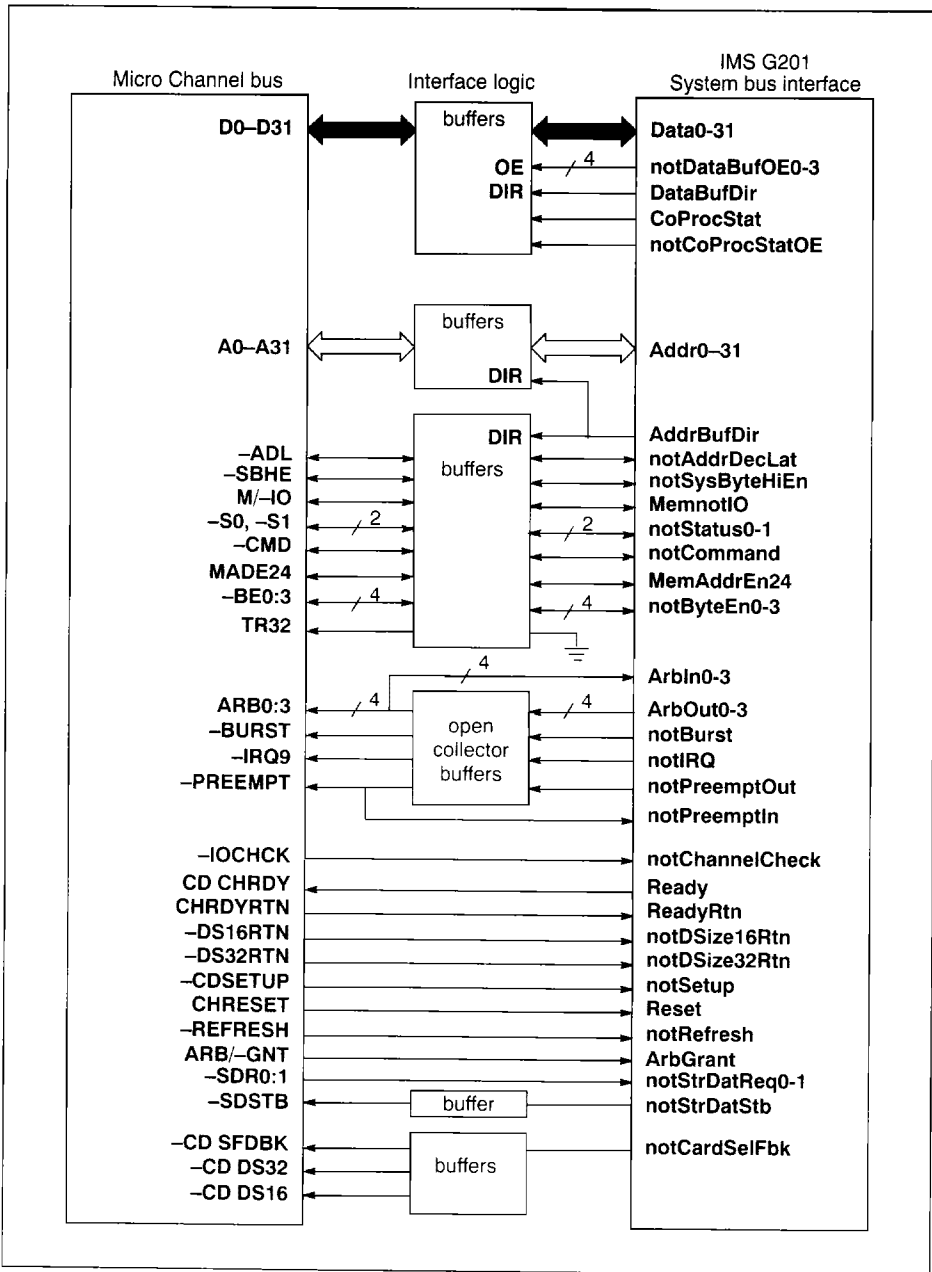 IMS G201
Micro Channel bus Interface logic System bus interface
D0–D31 buffers Data0-31
OE 4 notDataBufOE0-3
DIR DataBufDir
CoProcStat
notCoProcStatOE
buffers
A0–A31 Addr0–31
DIR
DIR AddrBufDir
buffers
–ADL notAddrDecLat
–SBHE notSysByteHiEn
M/–IO MemnotIO
–S0, –S1 2 2 notStatus0-1
–CMD notCommand
MADE24 MemAddrEn24
–BE0:3 4 4 notByteEn0-3
TR32
4 ArbIn0-3
ARB0:3 4 4 ArbOut0-3
–BURST open notBurst
–IRQ9 collector notIRQ
–PREEMPT buffers notPreemptOut
notPreemptIn
–IOCHCK notChannelCheck
CD CHRDY Ready
CHRDYRTN ReadyRtn
–DS16RTN notDSize16Rtn
–DS32RTN notDSize32Rtn
–CDSETUP notSetup
CHRESET Reset
–REFRESH notRefresh
ARB/–GNT ArbGrant
–SDR0:1 notStrDatReq0-1
–SDSTB buffer notStrDatStb
–CD SFDBK notCardSelFbk
–CD DS32 buffers
–CD DS16